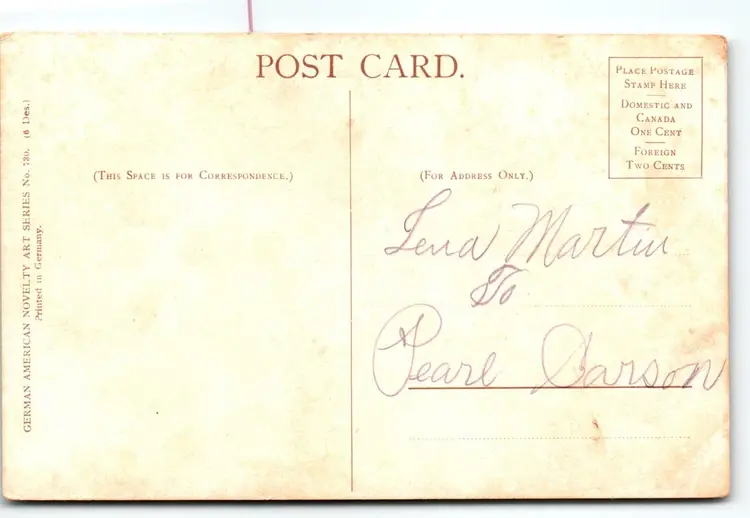 POST CARD.
PLACE POSTAGE
STAMP HERE
DOMESTIC AND
CANADA
ONE CENT
FOREIGN
TWO CENTS
(THIS SPACE IS FOR CORRESPONDENCE.)
(FOR ADDRESS ONLY.)
Lena Martin
To
Pearl Carson
GERMAN AMERICAN NOVELTY ART SERIES No. 730. (6 Des.)
Printed in Germany.